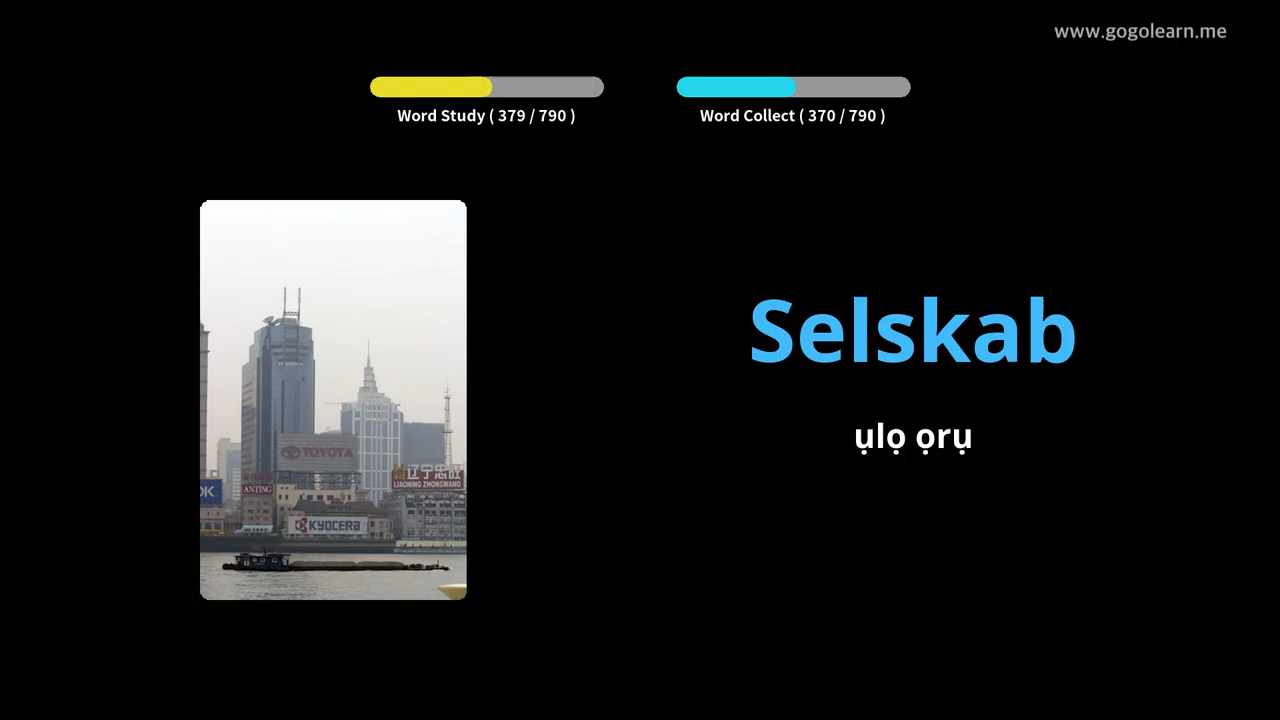 www.gogolearn.me
Word Study ( 379 / 790 )
Word Collect ( 370 / 790 )
Selskab
ụlọ ọrụ
TOYOTA
辽宁忠旺
LIAONING ZHONGWANG
OK
ANTING
KYOCERA